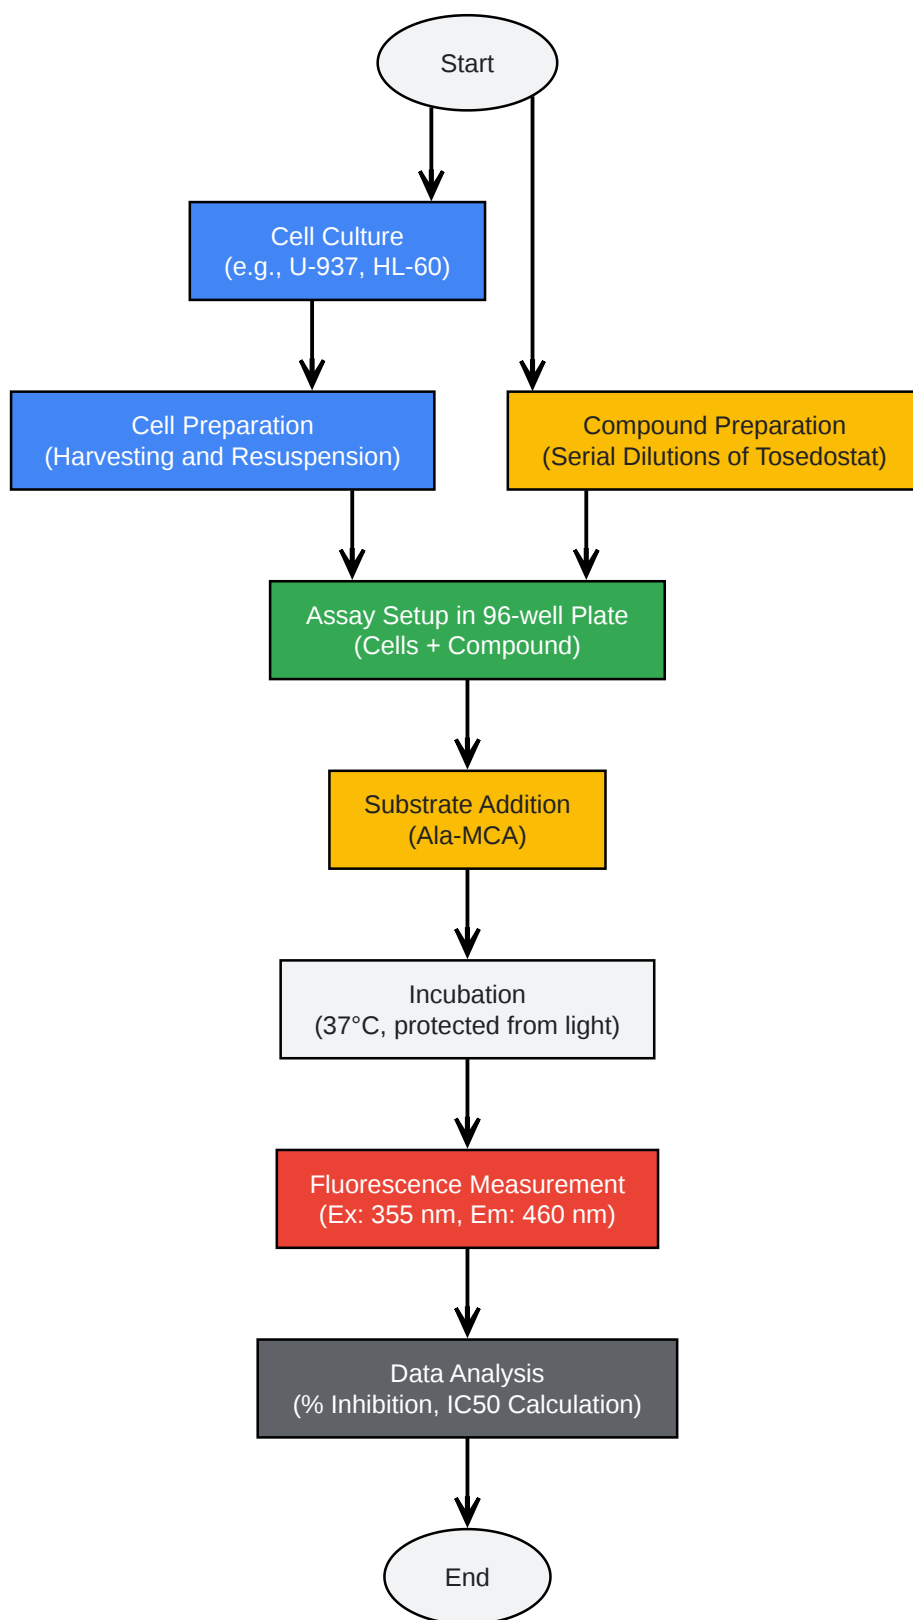 Start
Cell Culture
(e.g., U-937, HL-60)
Cell Preparation
(Harvesting and Resuspension)
Compound Preparation
(Serial Dilutions of Tosedostat)
Assay Setup in 96-well Plate
(Cells + Compound)
Substrate Addition
(Ala-MCA)
Incubation
(37°C, protected from light)
Fluorescence Measurement
(Ex: 355 nm, Em: 460 nm)
Data Analysis
(% Inhibition, IC50 Calculation)
End